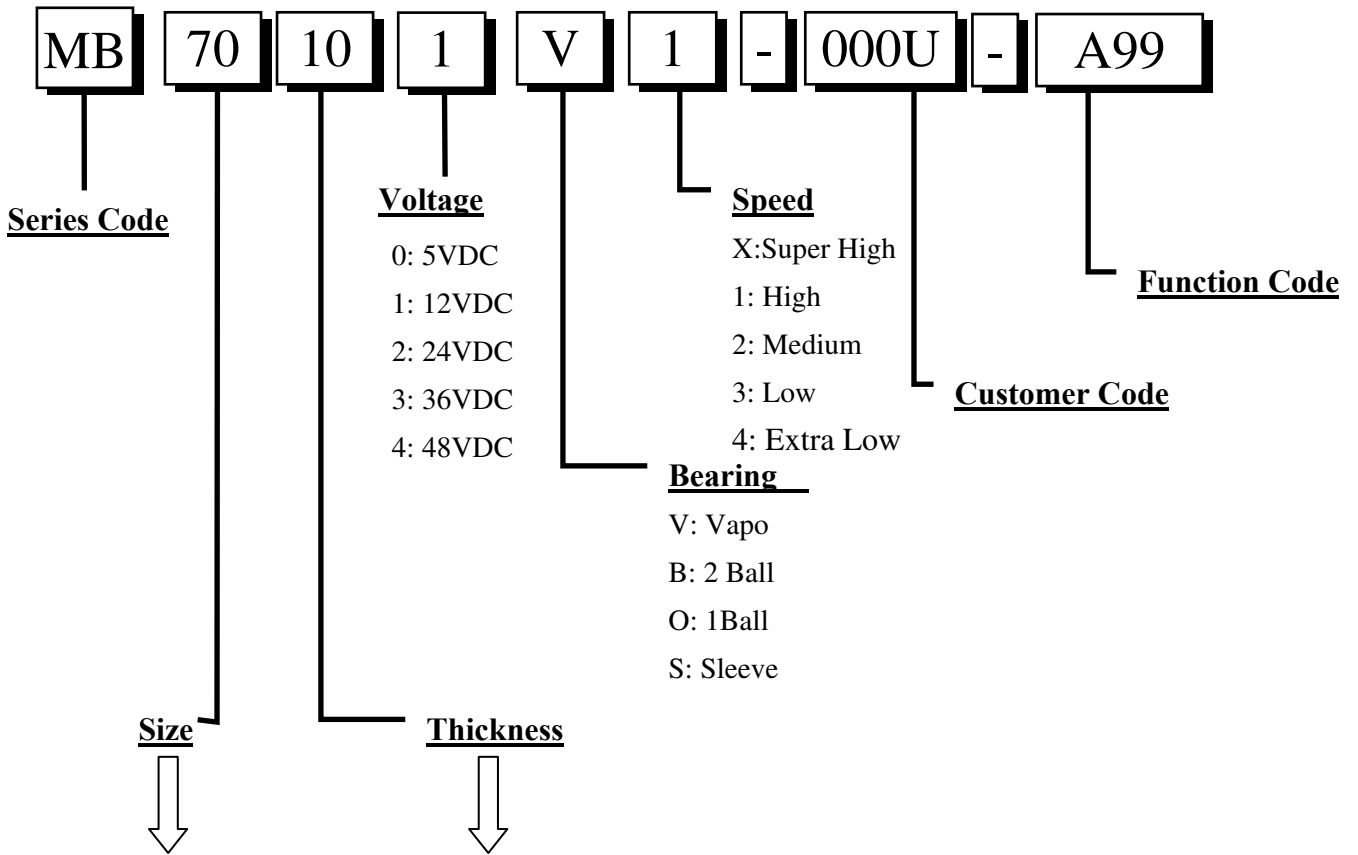 MB 70 10 1 V 1 - 000U - A99
Series Code
Voltage
0: 5VDC
1: 12VDC
2: 24VDC
3: 36VDC
4: 48VDC
Speed
X:Super High
1: High
2: Medium
3: Low
4: Extra Low
Function Code
Customer Code
Bearing
V: Vapo
B: 2 Ball
O: 1Ball
S: Sleeve
Size
Thickness